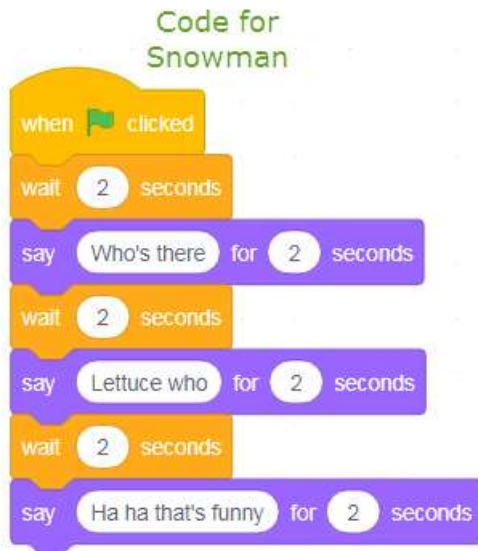 Code for
Snowman
when clicked
wait 2 seconds
say Who's there for 2 seconds
wait 2 seconds
say Lettuce who for 2 seconds
wait 2 seconds
say Ha ha that's funny for 2 seconds